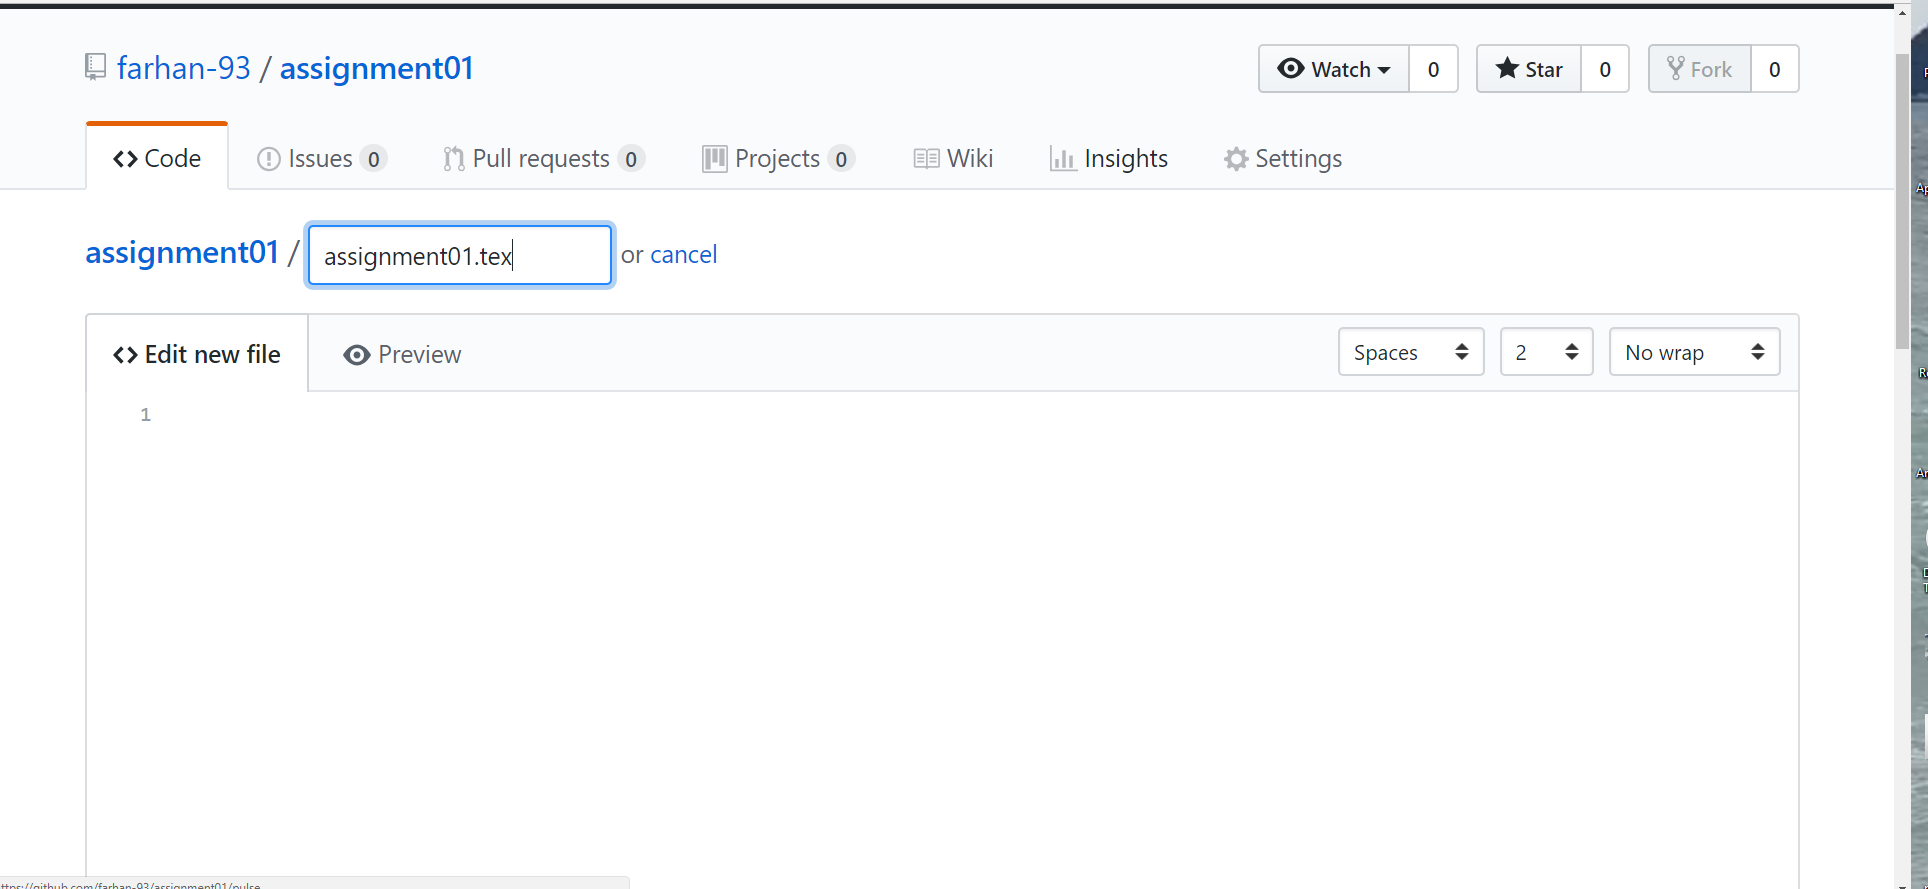 farhan-93 / assignment01
Watch 0 Star 0 Fork 0
Code Issues 0 Pull requests 0 Projects 0 Wiki Insights Settings
assignment01 / assignment01.tex or cancel
Edit new file Preview Spaces 2 No wrap
1
ttps://github.com/farhan-93/assignment01/pulse